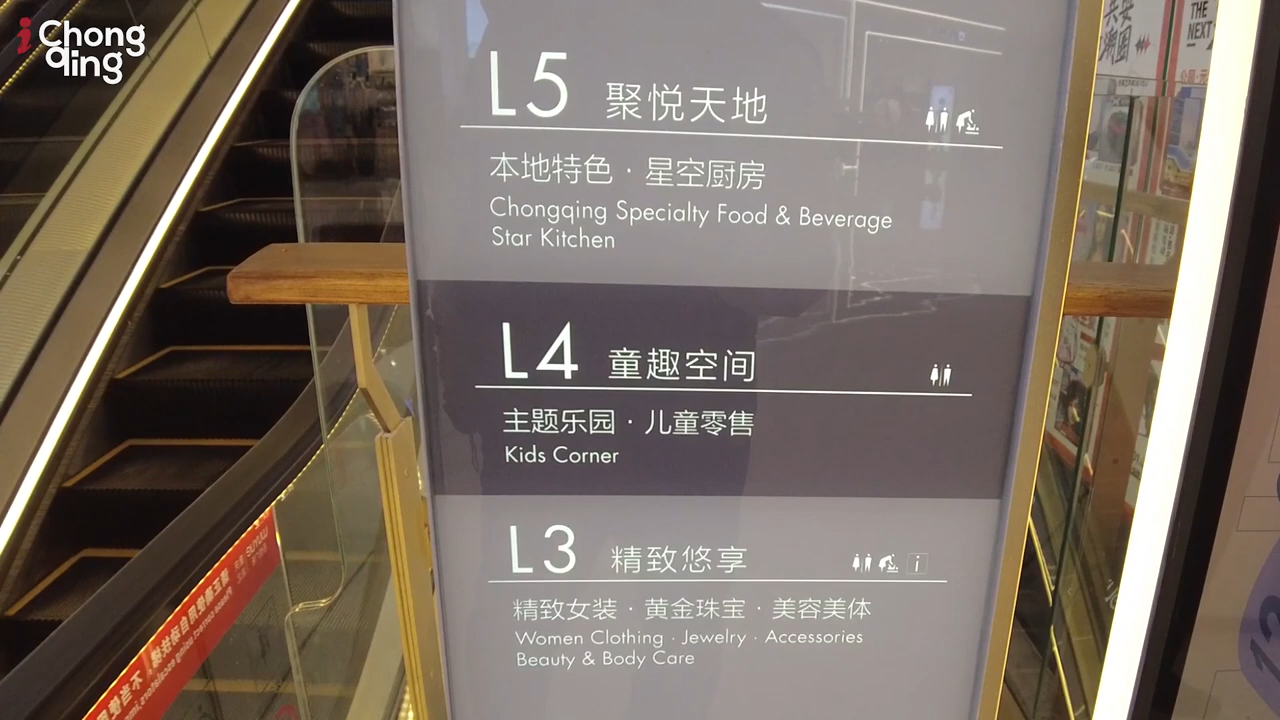 iChong
Qing
L5 聚悦天地
本地特色 · 星空厨房
Chongqing Specialty Food & Beverage
Star Kitchen
L4 童趣空间
主题乐园 · 儿童零售
Kids Corner
L3 精致悠享
i
精致女装 · 黄金珠宝 · 美容美体
Women Clothing · Jewelry · Accessories
Beauty & Body Care
THE
NEXT